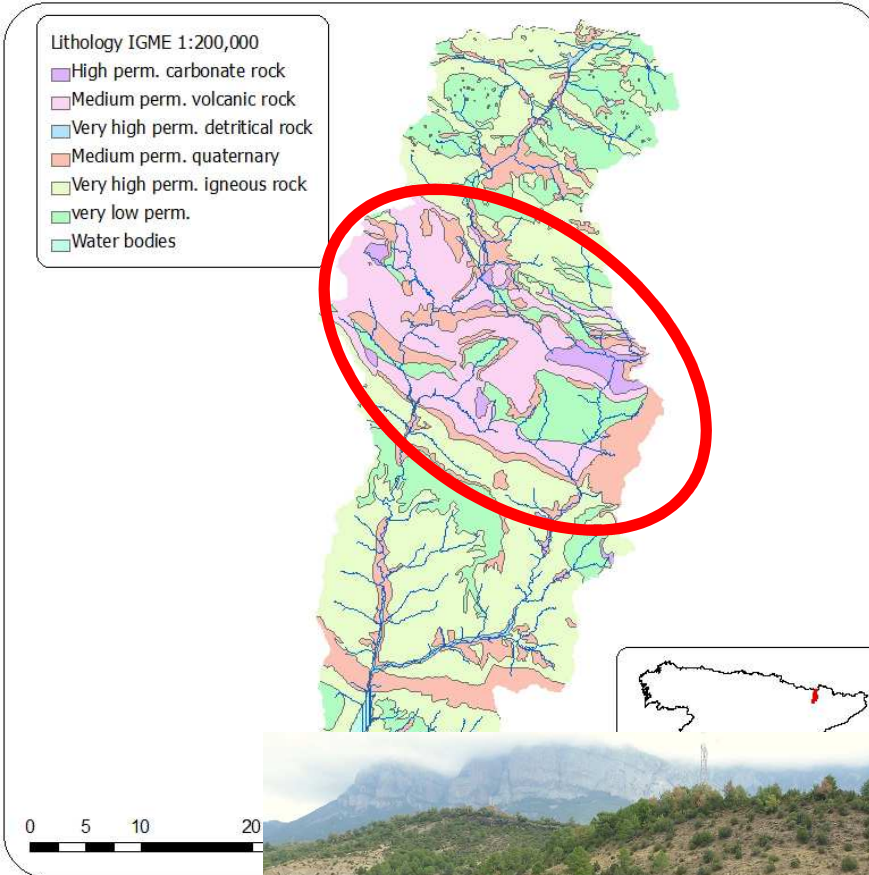 Lithology IGME 1:200,000
High perm. carbonate rock
Medium perm. volcanic rock
Very high perm. detritical rock
Medium perm. quaternary
Very high perm. igneous rock
very low perm.
Water bodies
0 5 10 20